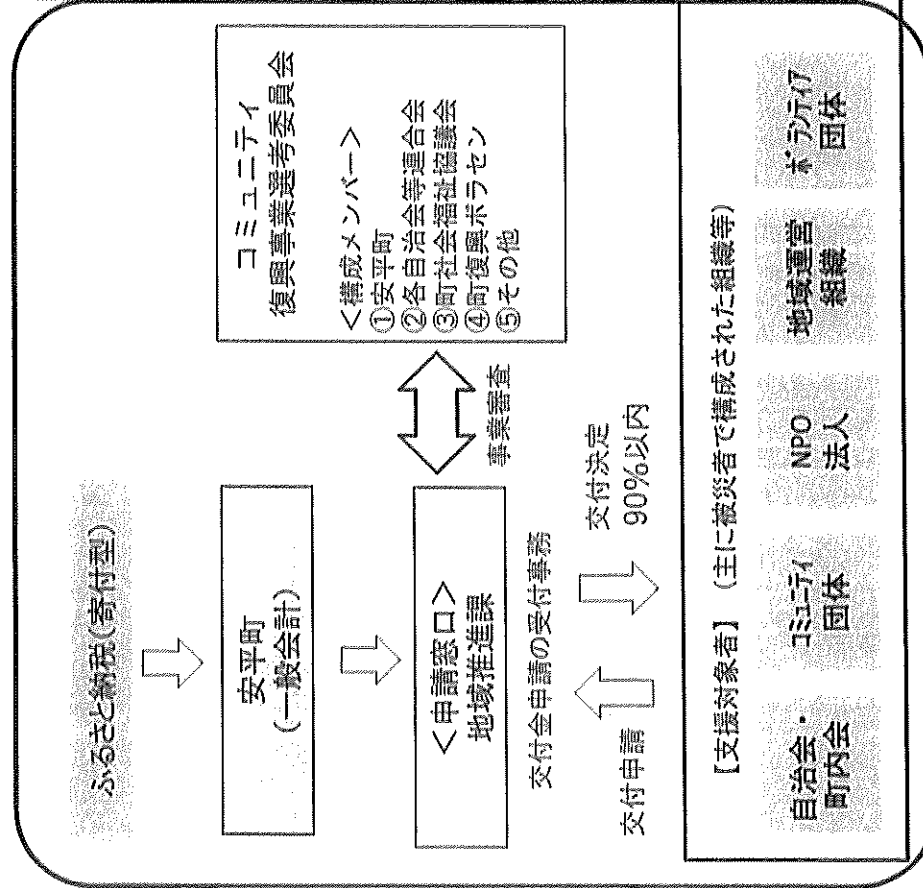 ふるさと納税(寄付型)
安平町
(一般会計)
＜申請窓口＞
地域推進課
事業審査
コミュニティ
復興事業選考委員会
＜構成メンバー＞
①安平町
②各自治会等連合会
③町社会福祉協議会
④町復興ボラセン
⑤その他
交付金申請の受付事務
交付申請
交付決定
90%以内
【支援対象者】（主に被災者で構成された組織等）
自治会・
町内会
コミュニティ
団体
NPO
法人
地域運営
組織
ボランティア
団体